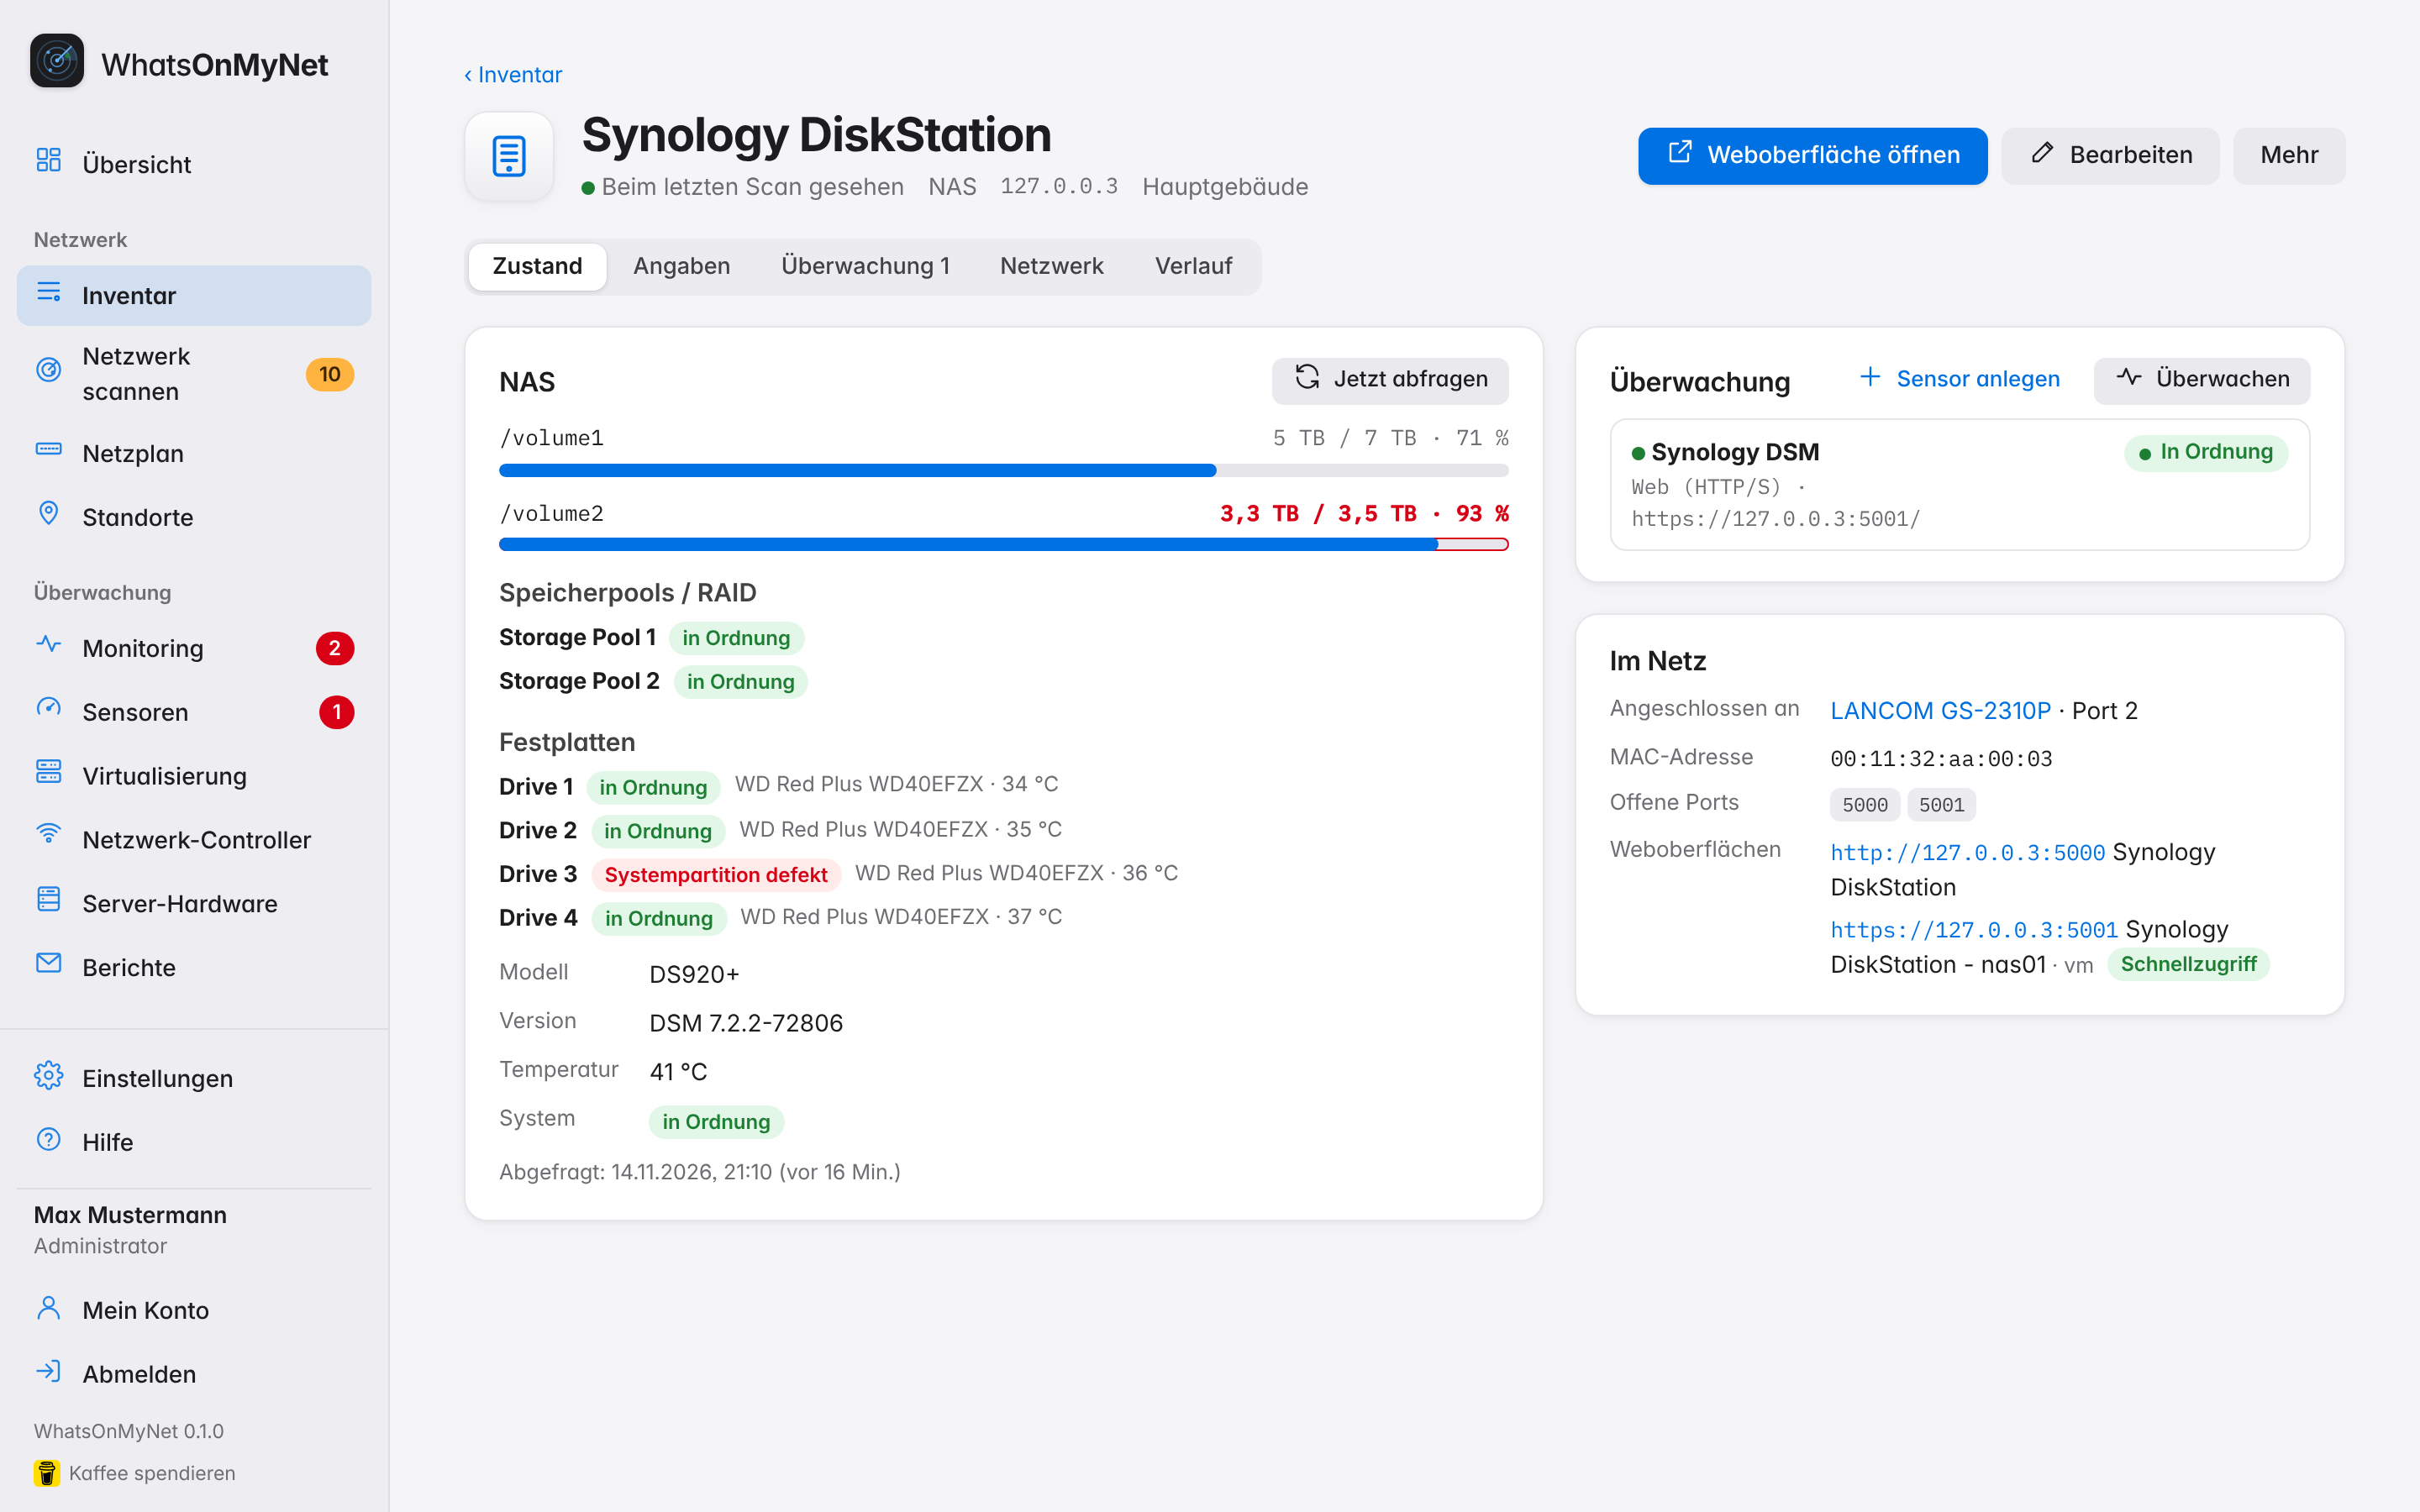 WhatsOnMyNet
Übersicht
Netzwerk
Inventar
Netzwerk
scannen
10
Netzplan
Standorte
Überwachung
Monitoring 2
Sensoren 1
Virtualisierung
Netzwerk-Controller
Server-Hardware
Berichte
Einstellungen
Hilfe
Max Mustermann
Administrator
Mein Konto
Abmelden
WhatsOnMyNet 0.1.0
Kaffee spendieren
‹ Inventar
Synology DiskStation
Beim letzten Scan gesehen NAS 127.0.0.3 Hauptgebäude
Weboberfläche öffnen Bearbeiten Mehr
Zustand Angaben Überwachung 1 Netzwerk Verlauf
NAS Jetzt abfragen
/volume1 5 TB / 7 TB · 71 %
/volume2 3,3 TB / 3,5 TB · 93 %
Speicherpools / RAID
Storage Pool 1 in Ordnung
Storage Pool 2 in Ordnung
Festplatten
Drive 1 in Ordnung WD Red Plus WD40EFZX · 34 °C
Drive 2 in Ordnung WD Red Plus WD40EFZX · 35 °C
Drive 3 Systempartition defekt WD Red Plus WD40EFZX · 36 °C
Drive 4 in Ordnung WD Red Plus WD40EFZX · 37 °C
Modell DS920+
Version DSM 7.2.2-72806
Temperatur 41 °C
System in Ordnung
Abgefragt: 14.11.2026, 21:10 (vor 16 Min.)
Überwachung Sensor anlegen Überwachen
Synology DSM In Ordnung
Web (HTTP/S) ·
https://127.0.0.3:5001/
Im Netz
Angeschlossen an LANCOM GS-2310P · Port 2
MAC-Adresse 00:11:32:aa:00:03
Offene Ports 5000 5001
Weboberflächen http://127.0.0.3:5000 Synology
DiskStation
https://127.0.0.3:5001 Synology
DiskStation - nas01 · vm Schnellzugriff